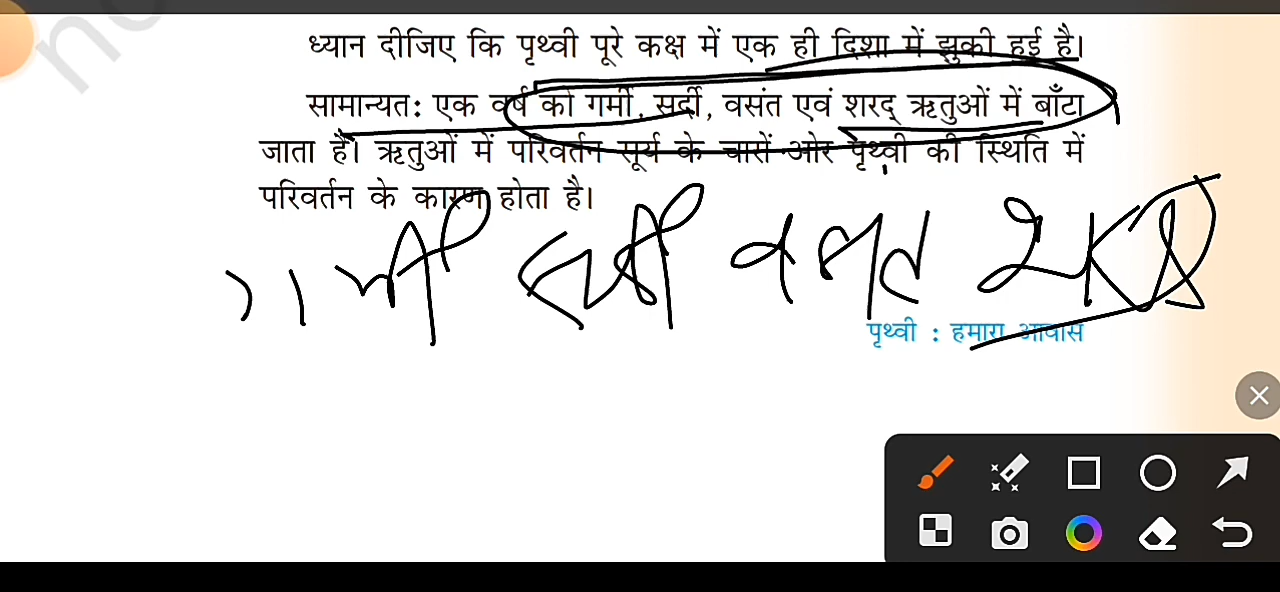 ध्यान दीजिए कि पृथ्वी पूरे कक्ष में एक ही दिशा में झुकी हुई है।
सामान्यत: एक वर्ष को गर्मी, सर्दी, वसंत एवं शरद् ऋतुओं में बाँटा
जाता है। ऋतुओं में परिवर्तन सूर्य के चारों ओर पृथ्वी की स्थिति में
परिवर्तन के कारण होता है।
गर्मी सर्दी वसंत शरद
पृथ्वी : हमारा आवास